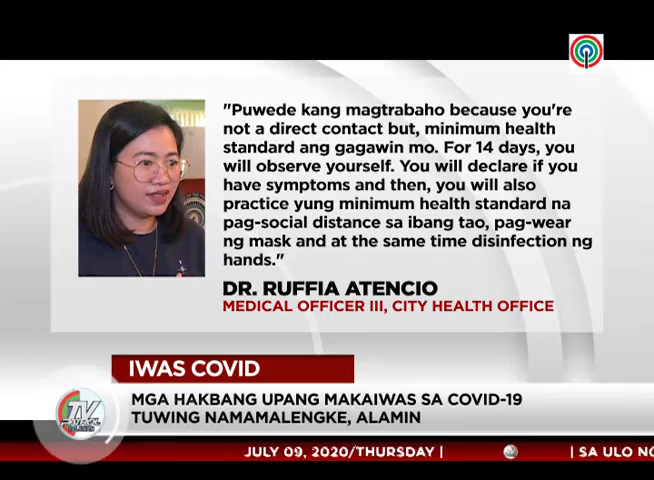 "Puwede kang magtrabaho because you're
not a direct contact but, minimum health
standard ang gagawin mo. For 14 days, you
will observe yourself. You will declare if you
have symptoms and then, you will also
practice yung minimum health standard na
pag-social distance sa ibang tao, pag-wear
ng mask and at the same time disinfection ng
hands."
DR. RUFFIA ATENCIO
MEDICAL OFFICER III, CITY HEALTH OFFICE
IWAS COVID
MGA HAKBANG UPANG MAKAIWAS SA COVID-19
TUWING NAMAMALENGKE, ALAMIN
TV
PATROL
JULY 09, 2020/THURSDAY |
| SA ULO NG